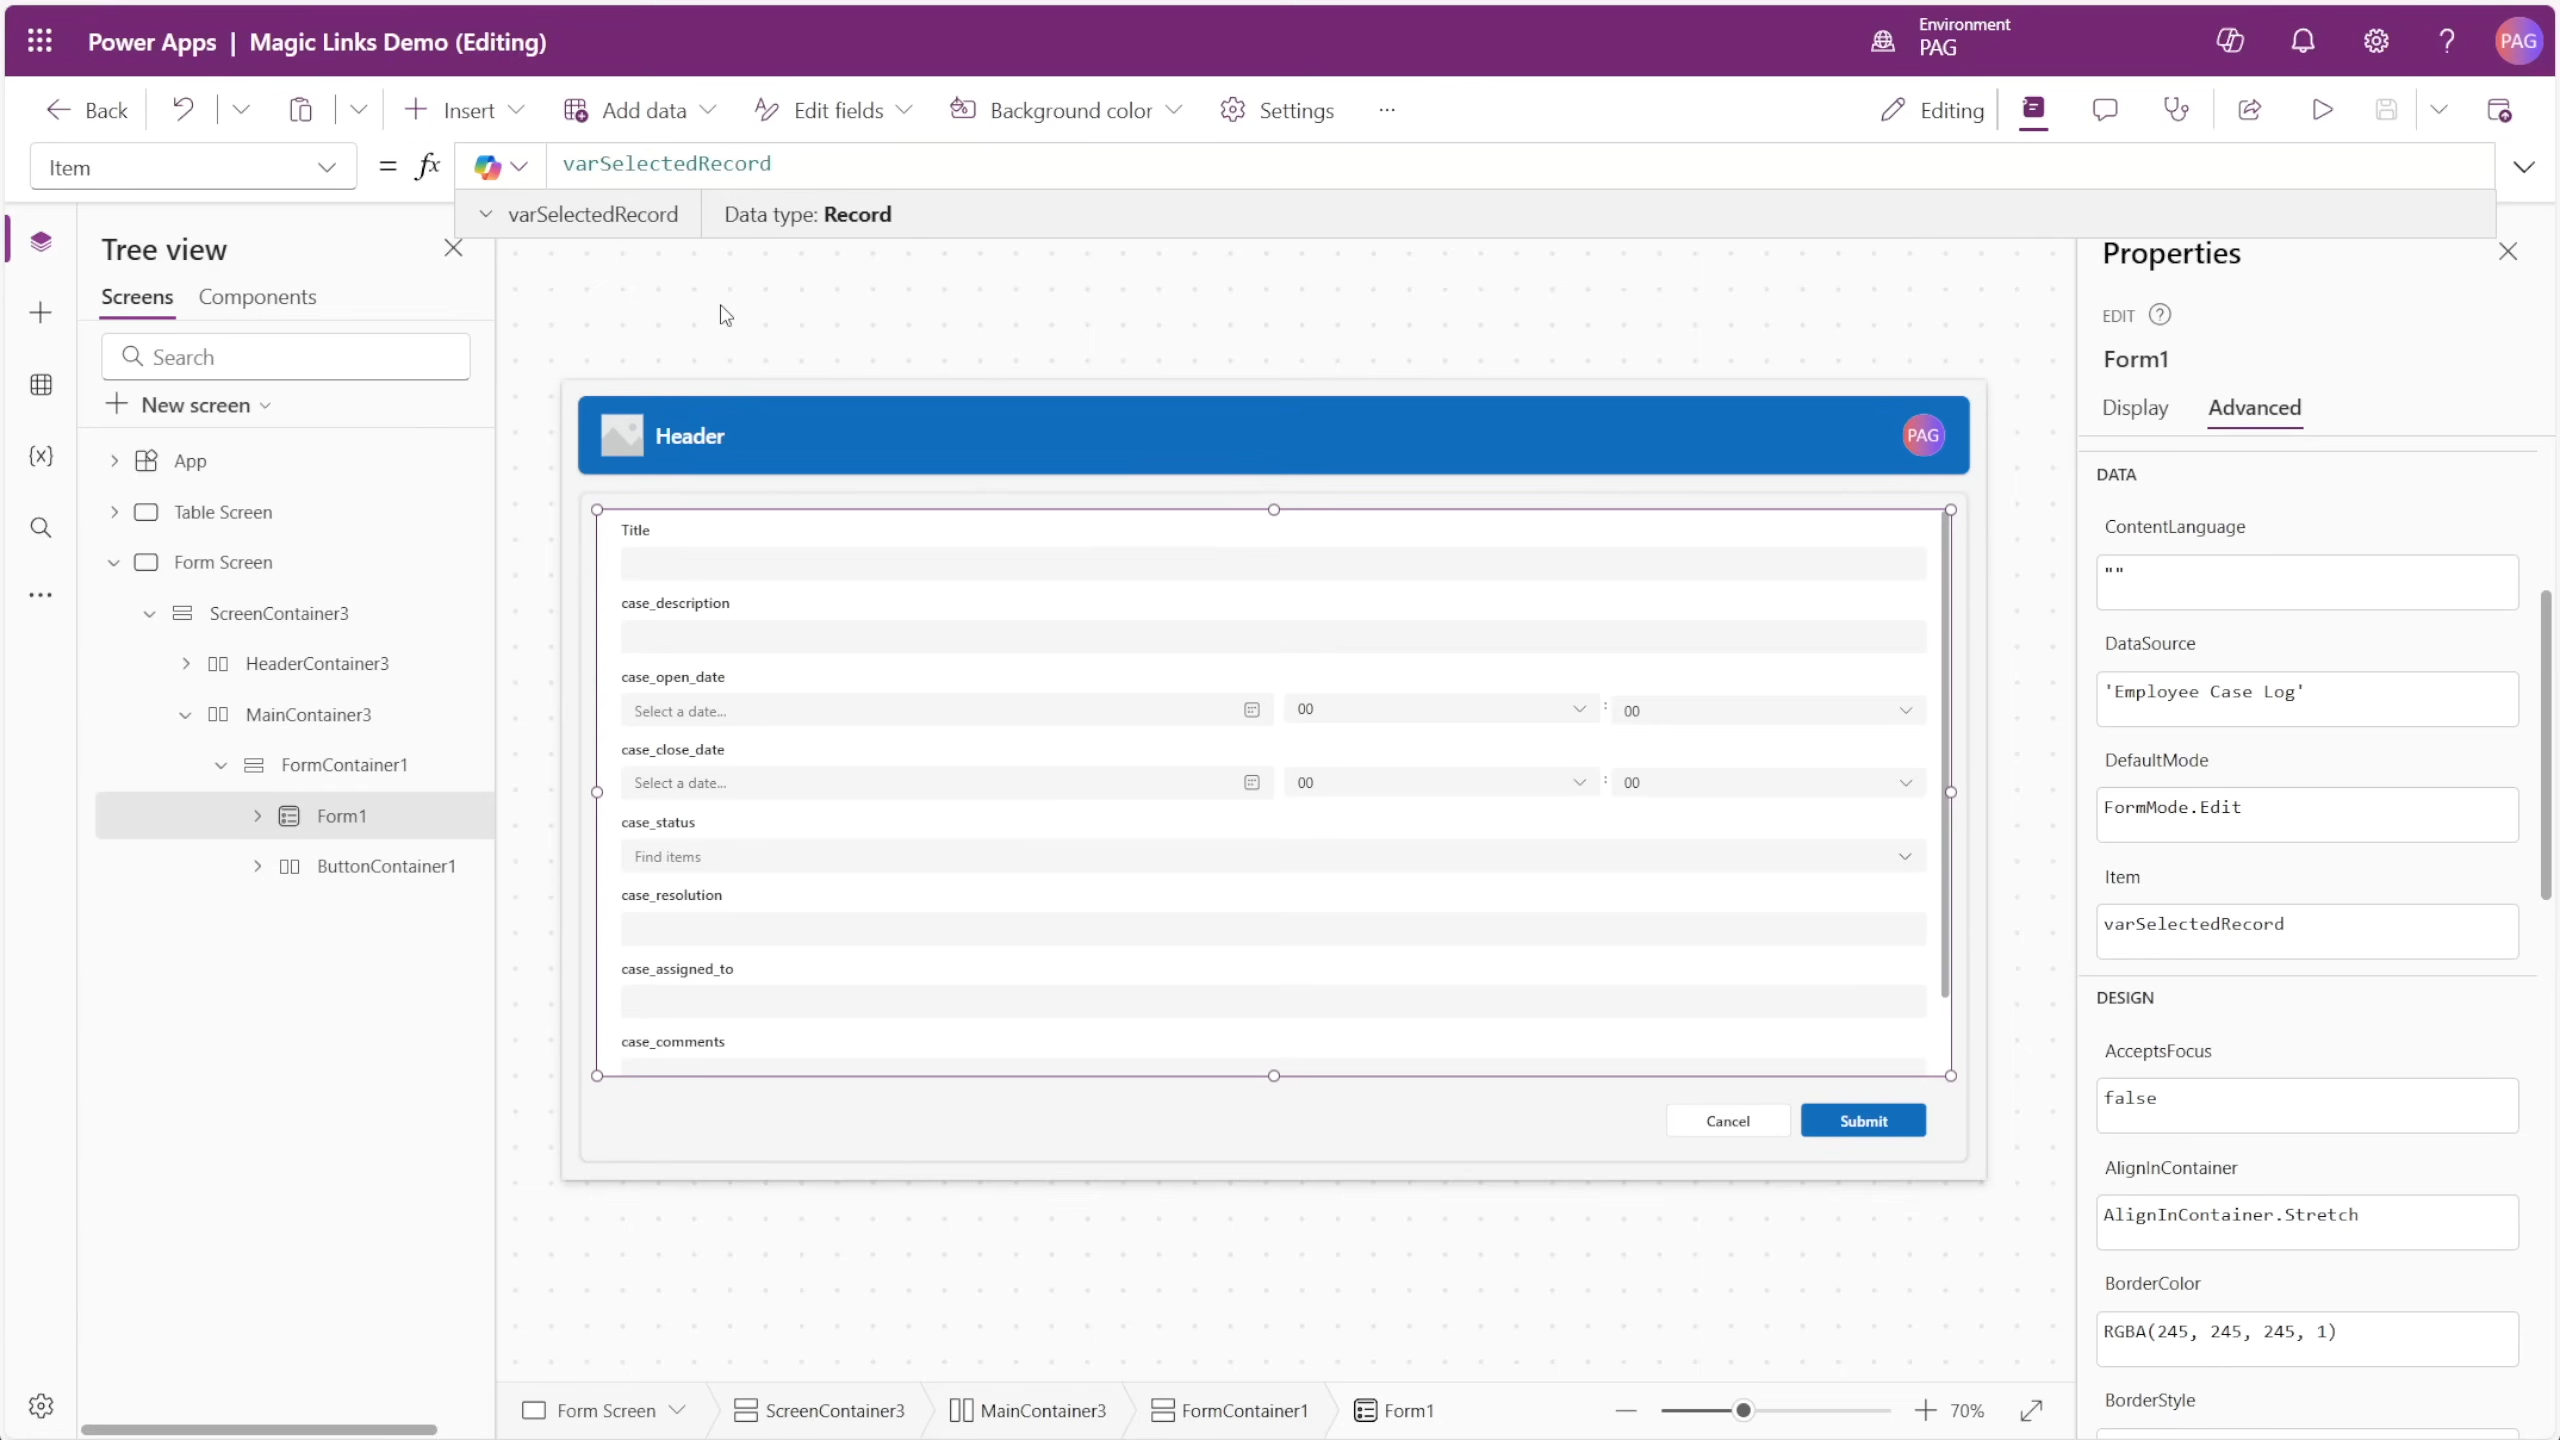 Power Apps | Magic Links Demo (Editing)
Environment
PAG
PAG
Back
Insert
Add data
Edit fields
Background color
Settings
...
Editing
Item
= fx
varSelectedRecord
varSelectedRecord
Data type: Record
Tree view
Screens
Components
Search
New screen
App
Table Screen
Form Screen
ScreenContainer3
HeaderContainer3
MainContainer3
FormContainer1
Form1
ButtonContainer1
Header
PAG
Title
case_description
case_open_date
Select a date...
00
:
00
case_close_date
Select a date...
00
:
00
case_status
Find items
case_resolution
case_assigned_to
case_comments
Cancel
Submit
Properties
EDIT
Form1
Display
Advanced
DATA
ContentLanguage
""
DataSource
'Employee Case Log'
DefaultMode
FormMode.Edit
Item
varSelectedRecord
DESIGN
AcceptsFocus
false
AlignInContainer
AlignInContainer.Stretch
BorderColor
RGBA(245, 245, 245, 1)
BorderStyle
Form Screen
ScreenContainer3
MainContainer3
FormContainer1
Form1
70%